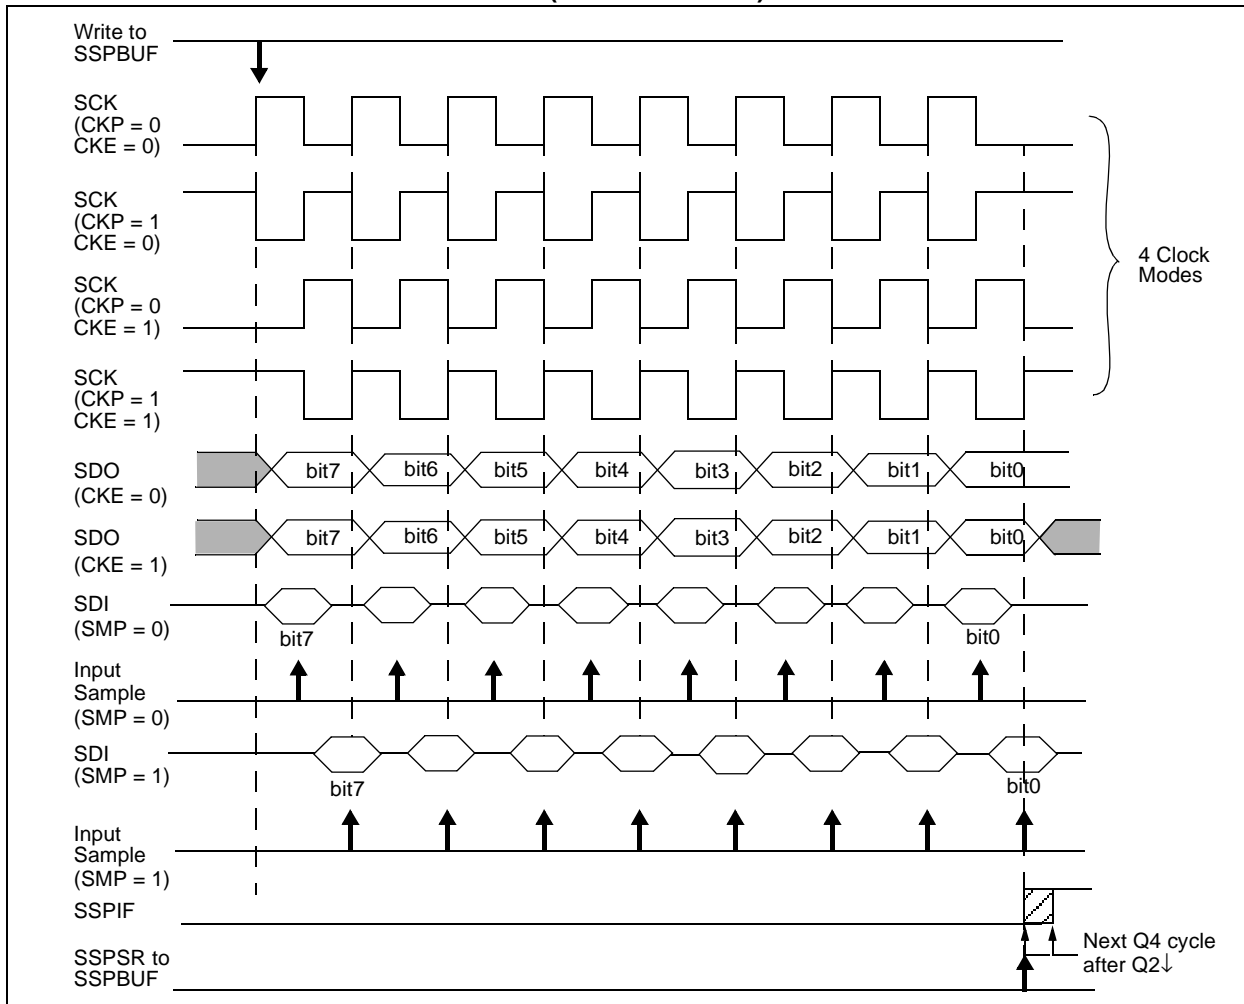 Write to
SSPBUF
SCK
(CKP = 0
CKE = 0)
SCK
(CKP = 1
CKE = 0)
4 Clock
Modes
SCK
(CKP = 0
CKE = 1)
SCK
(CKP = 1
CKE = 1)
SDO
(CKE = 0)
bit7 bit6 bit5 bit4 bit3 bit2 bit1 bit0
SDO
(CKE = 1)
bit7 bit6 bit5 bit4 bit3 bit2 bit1 bit0
SDI
(SMP = 0)
bit7 bit0
Input
Sample
(SMP = 0)
SDI
(SMP = 1)
bit7 bit0
Input
Sample
(SMP = 1)
SSPIF
Next Q4 cycle
after Q2↓
SSPSR to
SSPBUF